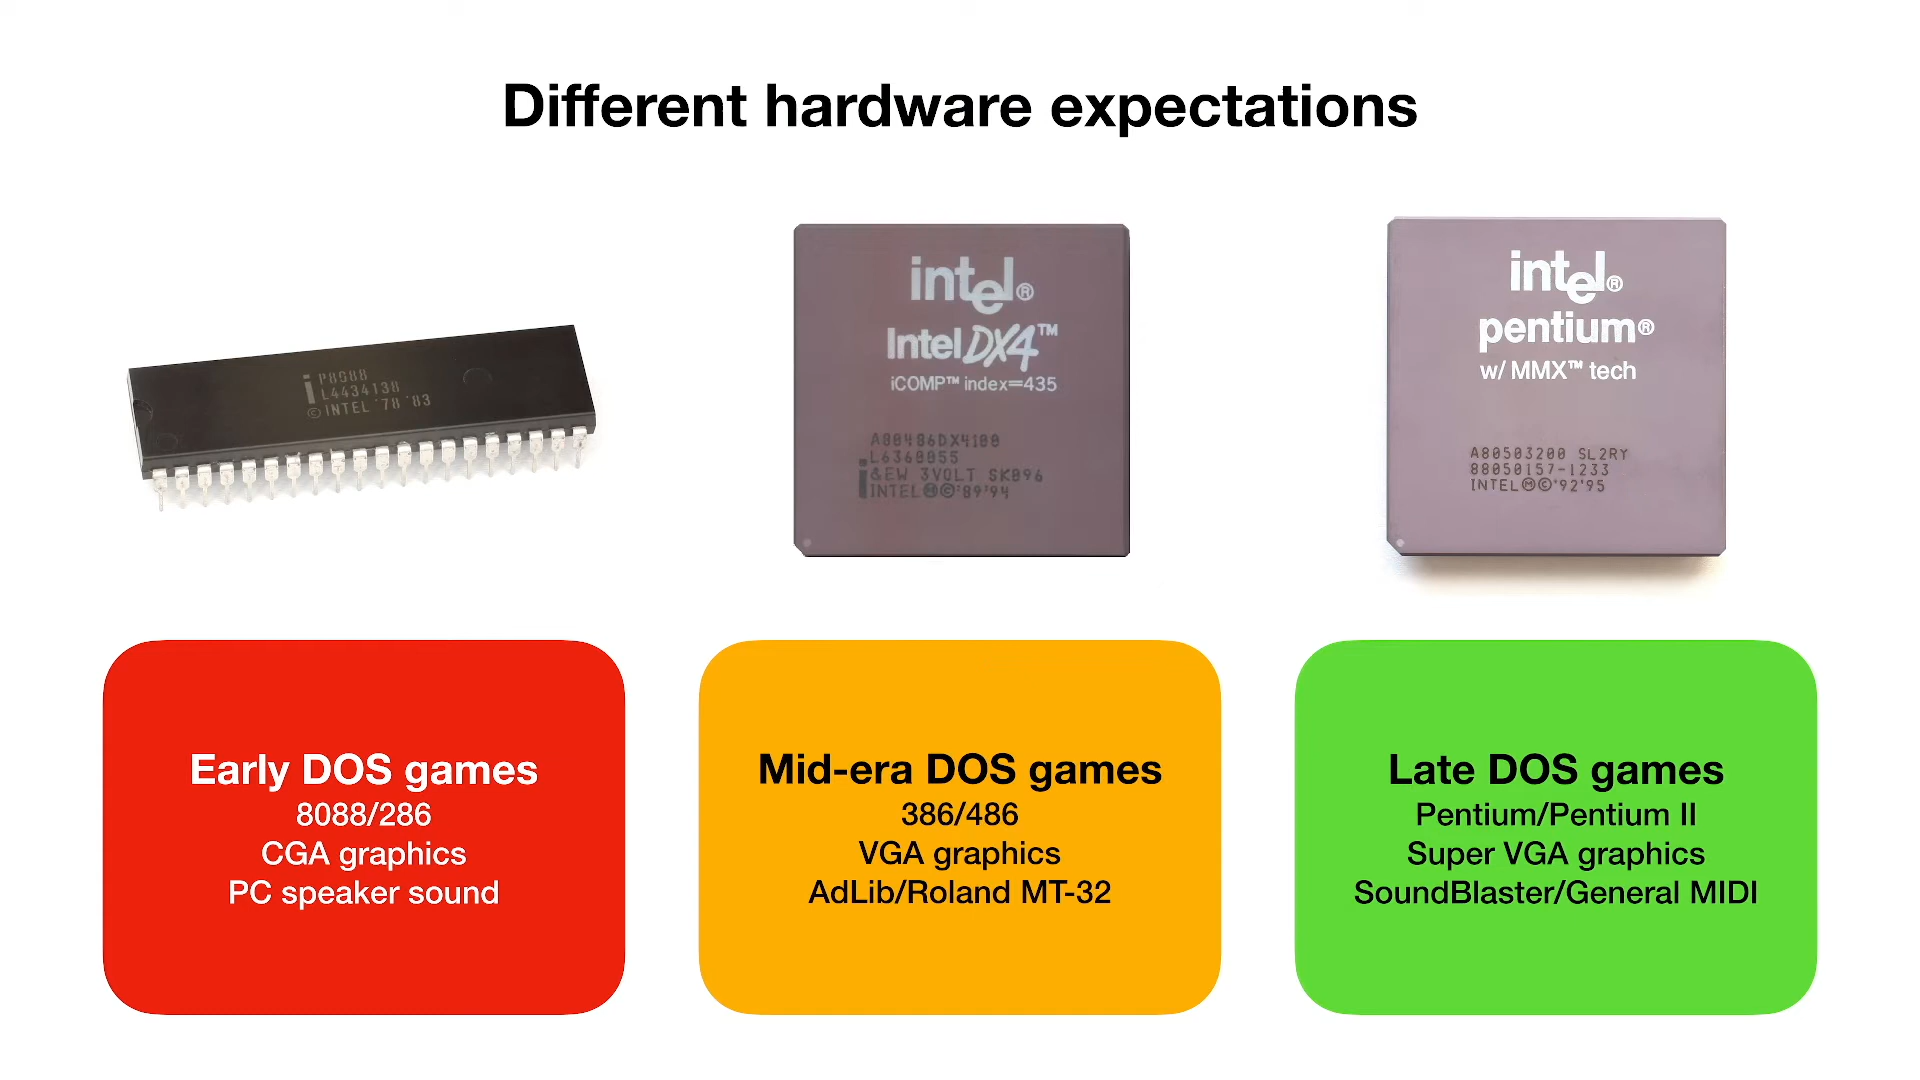 Different hardware expectations
P8088
L4434138
© INTEL '78 '83
intel®
Intel DX4™
iCOMP™ index=435
A80486DX4100
L6360055
&EW 3VOLT SK096
INTEL Ⓜ©'89'94
intel®
pentium®
w/ MMX™ tech
A80503200 SL2RY
88050157-1233
INTELⓂ©'92'95
Early DOS games
8088/286
CGA graphics
PC speaker sound
Mid-era DOS games
386/486
VGA graphics
AdLib/Roland MT-32
Late DOS games
Pentium/Pentium II
Super VGA graphics
SoundBlaster/General MIDI